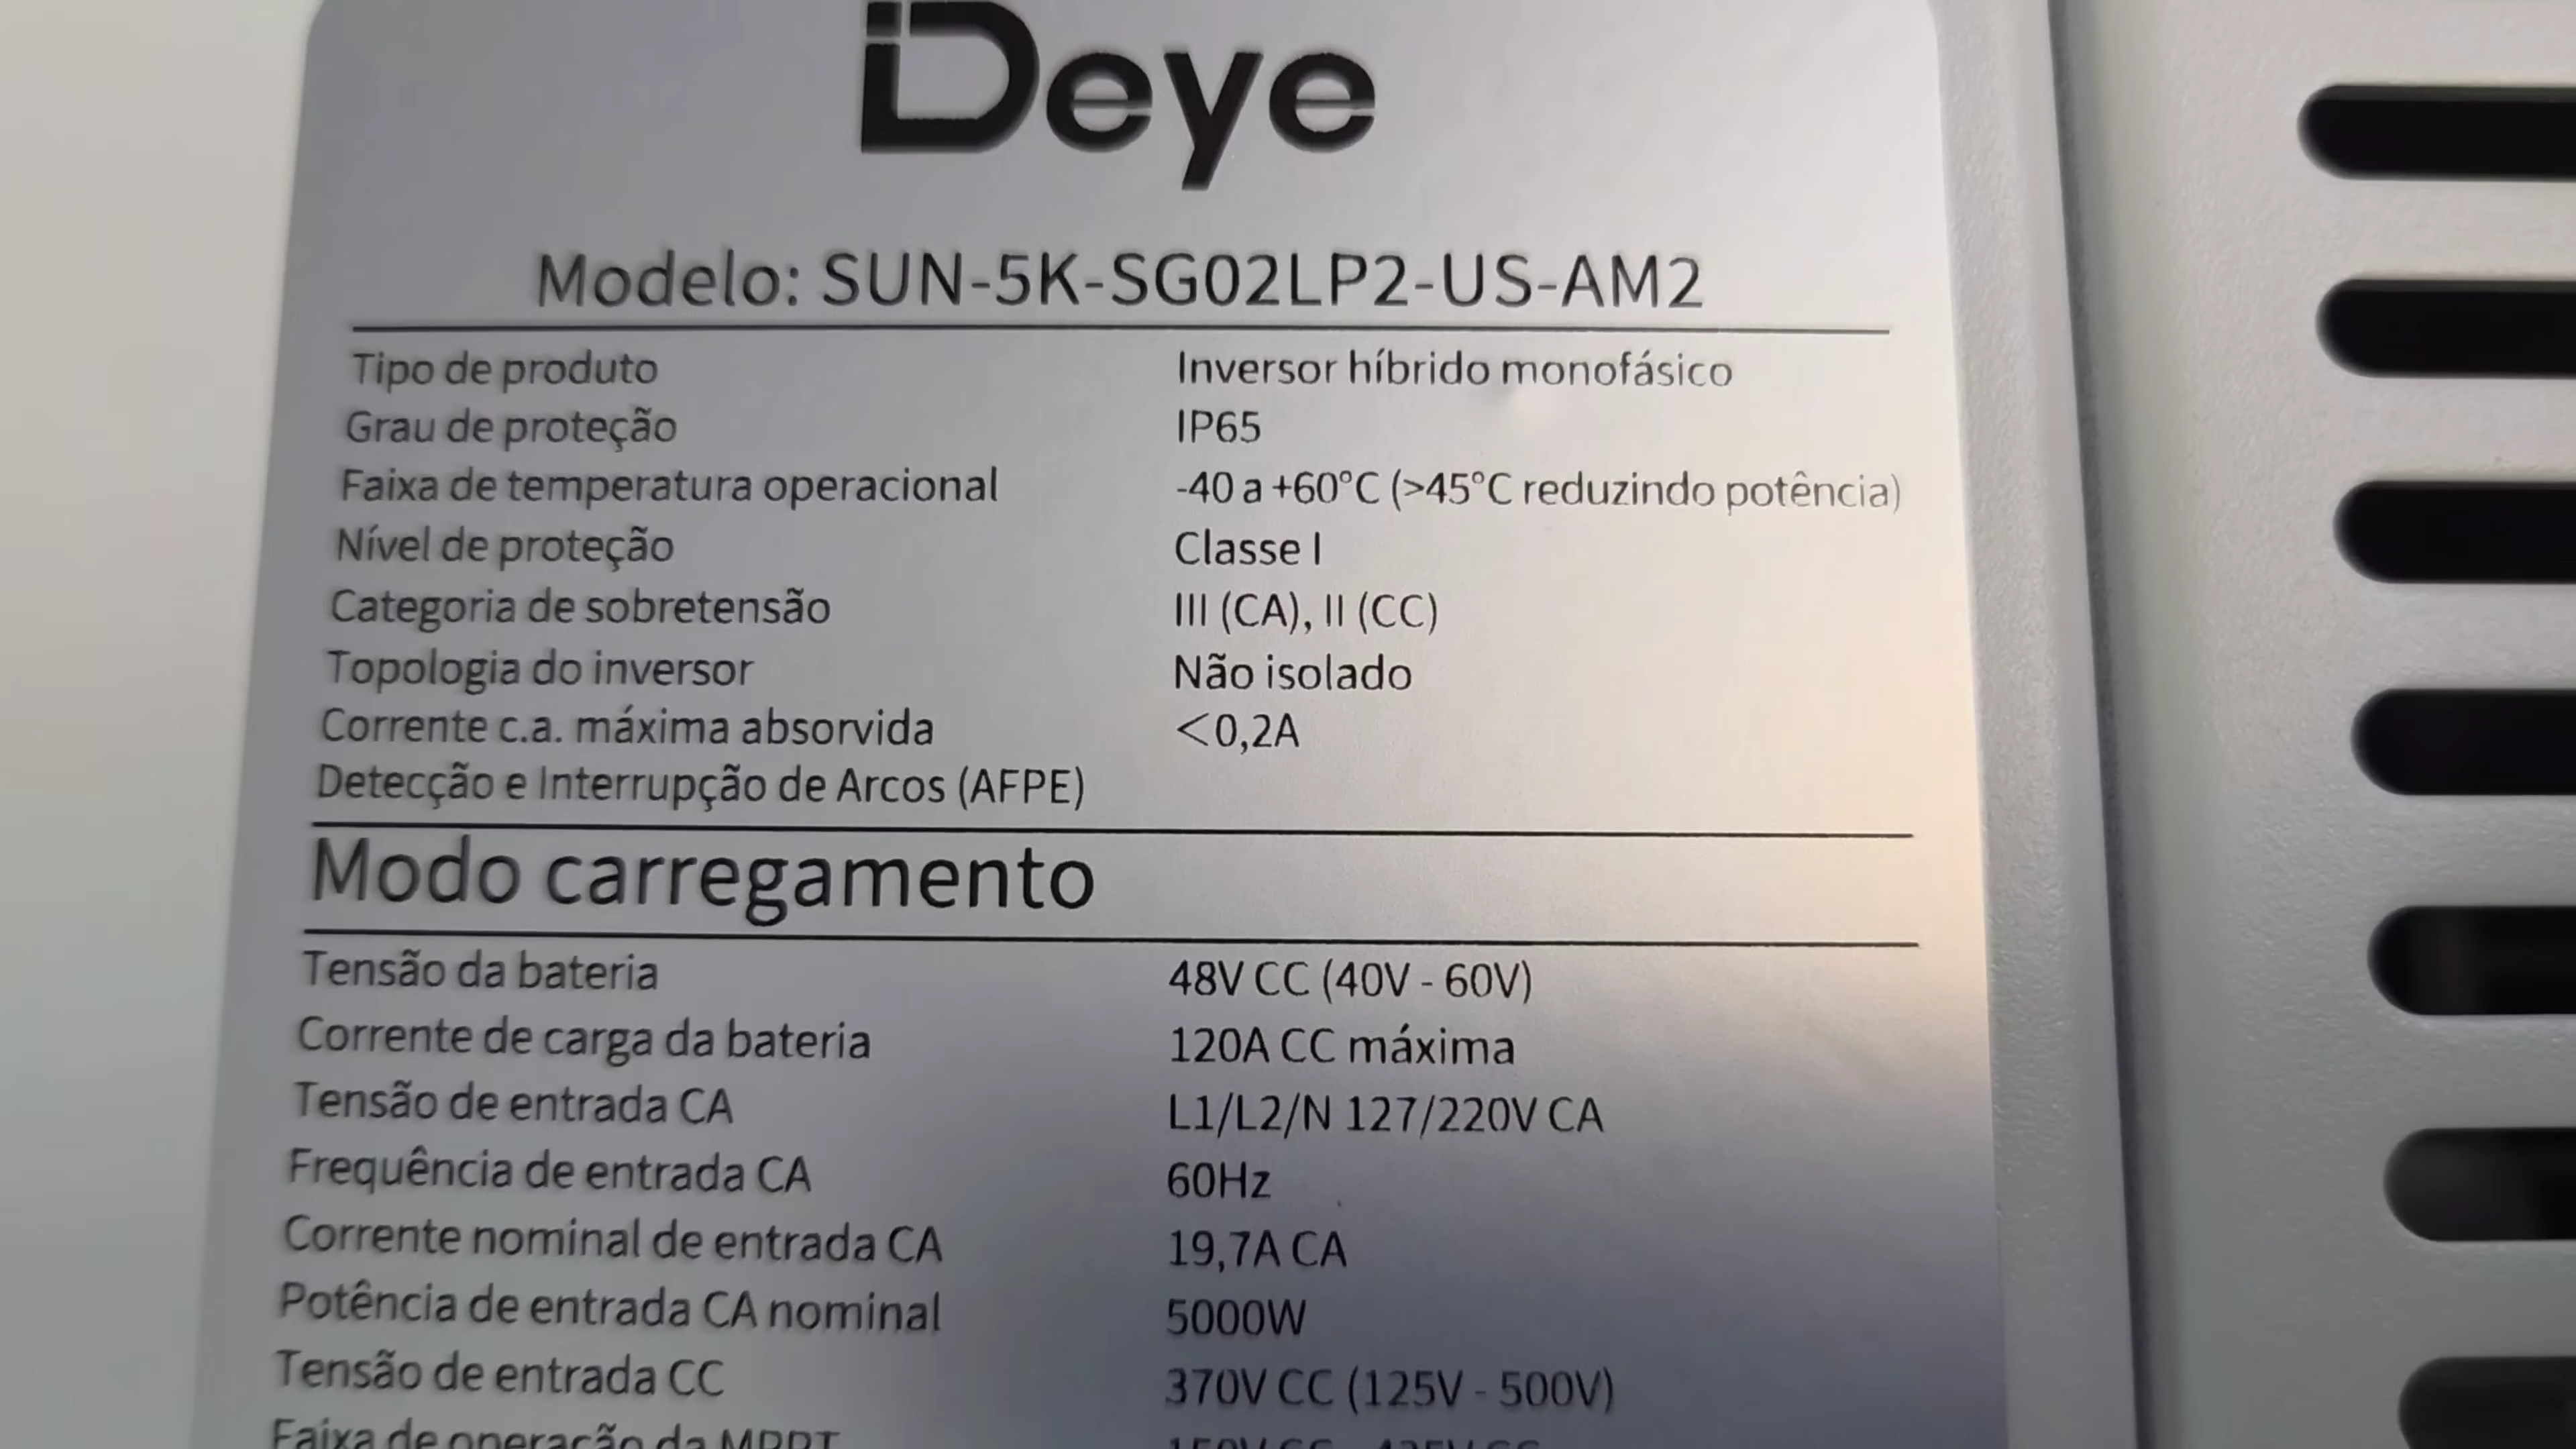 Deye
Modelo: SUN-5K-SG02LP2-US-AM2
Tipo de produto Inversor híbrido monofásico
Grau de proteção IP65
Faixa de temperatura operacional -40 a +60°C (>45°C reduzindo potência)
Nível de proteção Classe I
Categoria de sobretensão III (CA), II (CC)
Topologia do inversor Não isolado
Corrente c.a. máxima absorvida <0,2A
Detecção e Interrupção de Arcos (AFPE)
Modo carregamento
Tensão da bateria 48V CC (40V - 60V)
Corrente de carga da bateria 120A CC máxima
Tensão de entrada CA L1/L2/N 127/220V CA
Frequência de entrada CA 60Hz
Corrente nominal de entrada CA 19,7A CA
Potência de entrada CA nominal 5000W
Tensão de entrada CC 370V CC (125V - 500V)
Faixa de operação da MPPT